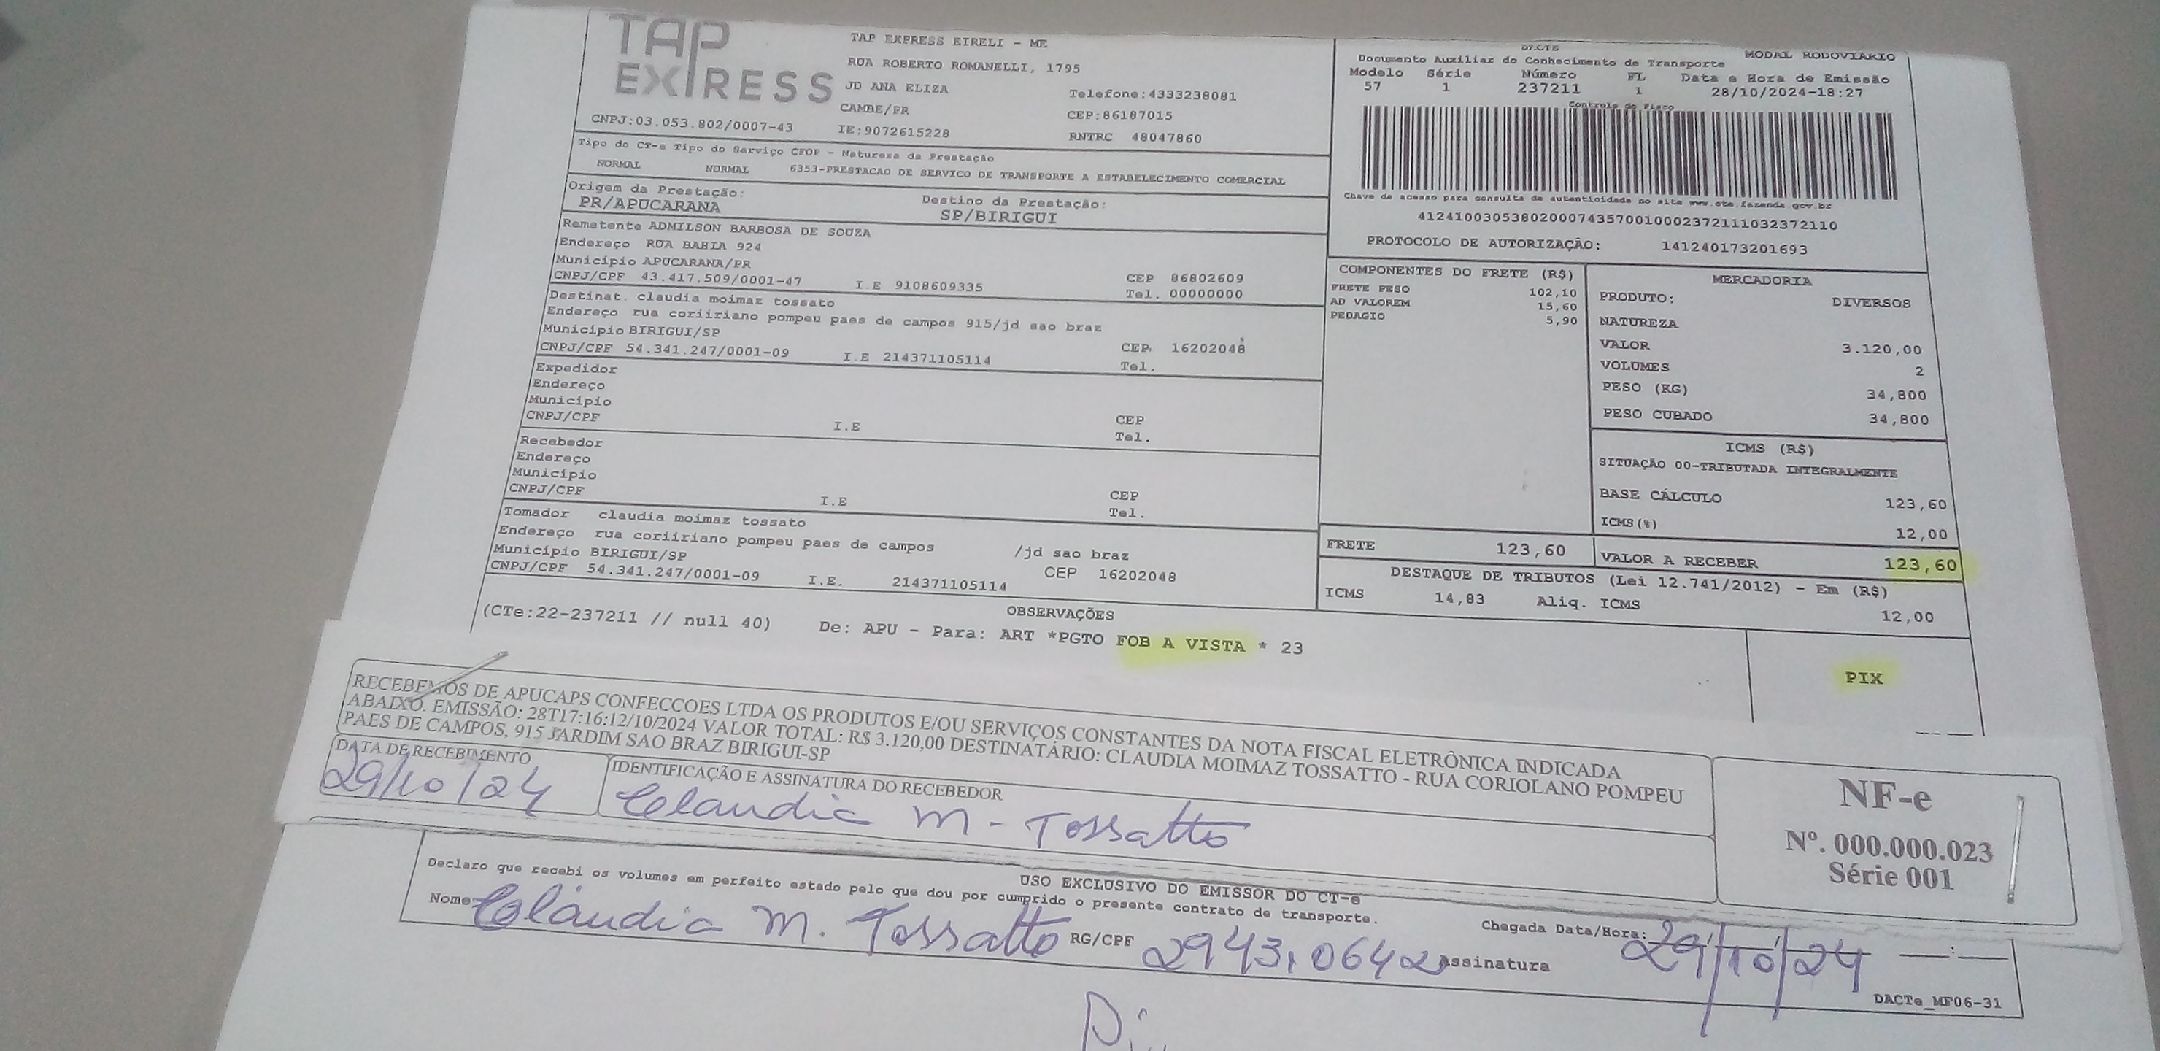 TAP EXPRESS
TAP EXPRESS EIRELI - ME
RUA ROBERTO ROMANELLI, 1795
JD ANA ELIZA Telefone:4333238081
CAMBE/PR CEP:86187015
CNPJ:03.053.802/0007-43 IE:9072615228 RNTRC 48047860
DACTE MODAL RODOVIÁRIO
Documento Auxiliar do Conhecimento de Transporte
Modelo Série Número FL Data e Hora de Emissão
57 1 237211 1 28/10/2024-18:27
Controle do Fisco
Chave de acesso para consulta de autenticidade no site www.cte.fazenda.gov.br
41241003053802000743570010002372111032372110
PROTOCOLO DE AUTORIZAÇÃO: 141240173201693
Tipo do CT-e Tipo do Serviço CFOP - Natureza da Prestação
NORMAL NORMAL 6353-PRESTACAO DE SERVICO DE TRANSPORTE A ESTABELECIMENTO COMERCIAL
Origem da Prestação: Destino da Prestação:
PR/APUCARANA SP/BIRIGUI
Remetente ADMILSON BARBOSA DE SOUZA
Endereço RUA BAHIA 924
Município APUCARANA/PR CEP 86802609
CNPJ/CPF 43.417.509/0001-47 I.E 9108609335 Tel. 00000000
Destinat. claudia moimaz tossato
Endereço rua coriiriano pompeu paes de campos 915/jd sao braz
Município BIRIGUI/SP CEP. 16202048
CNPJ/CPF 54.341.247/0001-09 I.E 214371105114 Tel.
Expedidor
Endereço
Município CEP
CNPJ/CPF I.E Tel.
Recebedor
Endereço
Município CEP
CNPJ/CPF I.E Tel.
Tomador claudia moimaz tossato
Endereço rua coriiriano pompeu paes de campos /jd sao braz
Município BIRIGUI/SP CEP 16202048
CNPJ/CPF 54.341.247/0001-09 I.E. 214371105114
COMPONENTES DO FRETE (R$)
FRETE PESO 102,10
AD VALOREM 15,60
PEDAGIO 5,90
MERCADORIA
PRODUTO: DIVERSOS
NATUREZA
VALOR 3.120,00
VOLUMES 2
PESO (KG) 34,800
PESO CUBADO 34,800
ICMS (R$)
SITUAÇÃO 00-TRIBUTADA INTEGRALMENTE
BASE CÁLCULO 123,60
ICMS(%) 12,00
FRETE 123,60 VALOR A RECEBER 123,60
DESTAQUE DE TRIBUTOS (Lei 12.741/2012) - Em (R$)
ICMS 14,83 Aliq. ICMS 12,00
OBSERVAÇÕES
(CTe:22-237211 // null 40) De: APU - Para: ART *PGTO FOB A VISTA * 23
PIX
RECEBEMOS DE APUCAPS CONFECCOES LTDA OS PRODUTOS E/OU SERVIÇOS CONSTANTES DA NOTA FISCAL ELETRÔNICA INDICADA
ABAIXO. EMISSÃO: 28T17:16:12/10/2024 VALOR TOTAL: R$ 3.120,00 DESTINATÁRIO: CLAUDIA MOIMAZ TOSSATTO - RUA CORIOLANO POMPEU
PAES DE CAMPOS, 915 JARDIM SAO BRAZ BIRIGUI-SP
DATA DE RECEBIMENTO IDENTIFICAÇÃO E ASSINATURA DO RECEBEDOR
29/10/24 Claudia M - Tossatto
NF-e
Nº. 000.000.023
Série 001
USO EXCLUSIVO DO EMISSOR DO CT-e
Declaro que recebi os volumes em perfeito estado pelo que dou por cumprido o presente contrato de transporte.
Nome Claudia M. Tossatto RG/CPF 2943.0642 Assinatura Chegada Data/Hora: 29/10/24
DACTe_MF06-31